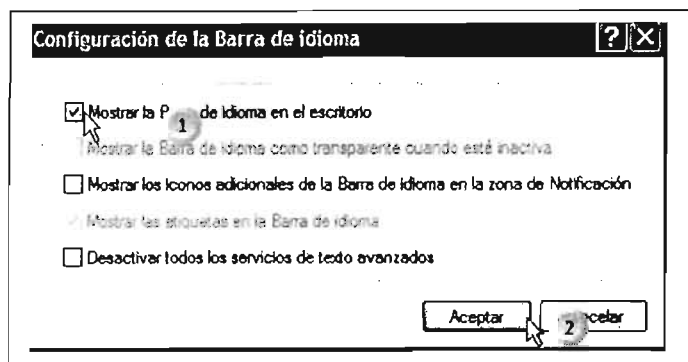 Configuración de la Barra de idioma
Mostrar la P de idioma en el escritorio
1
Mostrar la Barra de idioma como transparente cuando esté inactiva
Mostrar los iconos adicionales de la Barra de idioma en la zona de Notificación
Mostrar las etiquetas en la Barra de idioma
Desactivar todos los servicios de texto avanzados
Aceptar
2 celar